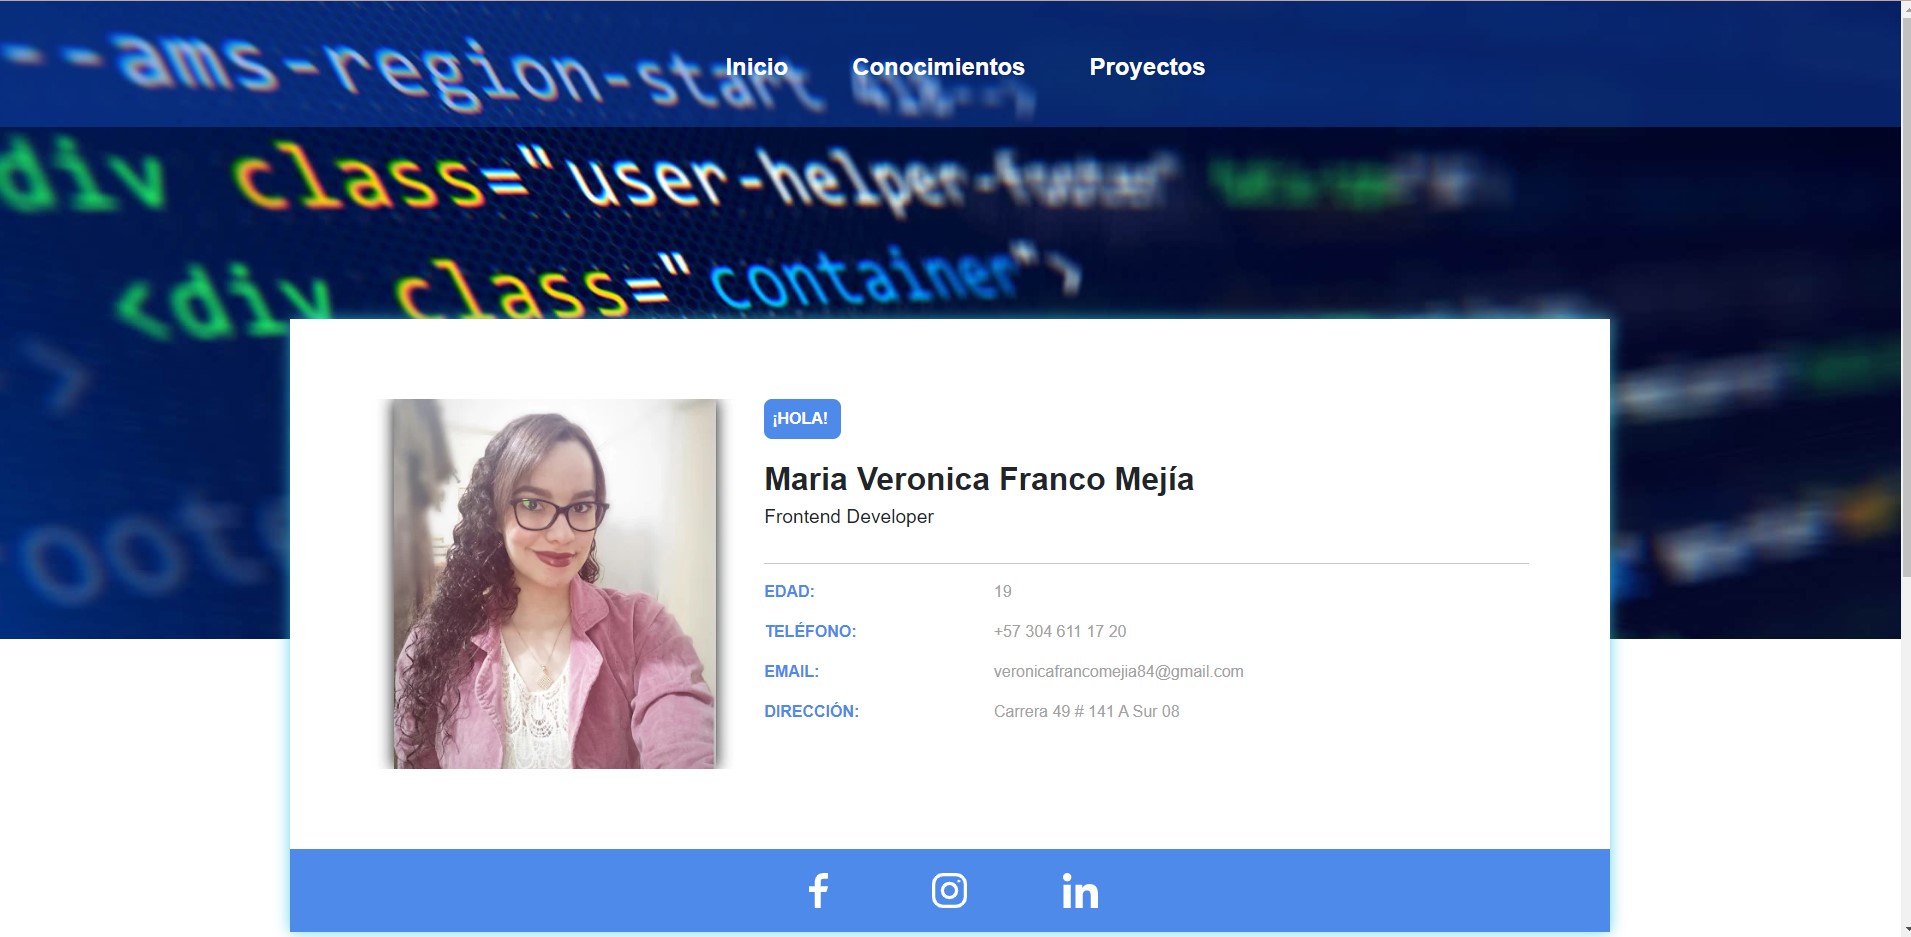 --ams-region-start
Inicio Conocimientos Proyectos
div class="user-helper-footer"
<div class="container">
¡HOLA!
Maria Veronica Franco Mejía
Frontend Developer
EDAD: 19
TELÉFONO: +57 304 611 17 20
EMAIL: veronicafrancomejia84@gmail.com
DIRECCIÓN: Carrera 49 # 141 A Sur 08
f
in